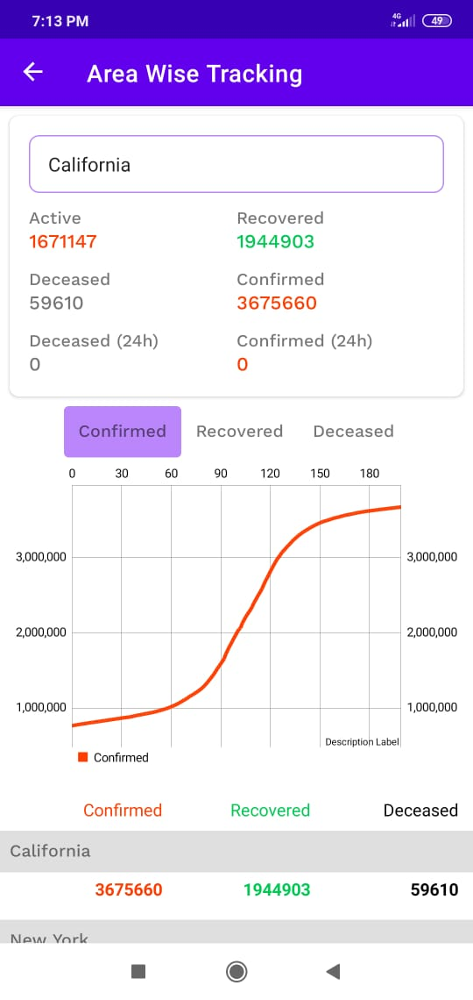 7:13 PM 4G 49
Area Wise Tracking
California
Active Recovered
1671147 1944903
Deceased Confirmed
59610 3675660
Deceased (24h) Confirmed (24h)
0 0
Confirmed Recovered Deceased
0 30 60 90 120 150 180
3,000,000 3,000,000
2,000,000 2,000,000
1,000,000 1,000,000
Description Label
Confirmed
Confirmed Recovered Deceased
California
3675660 1944903 59610
New York